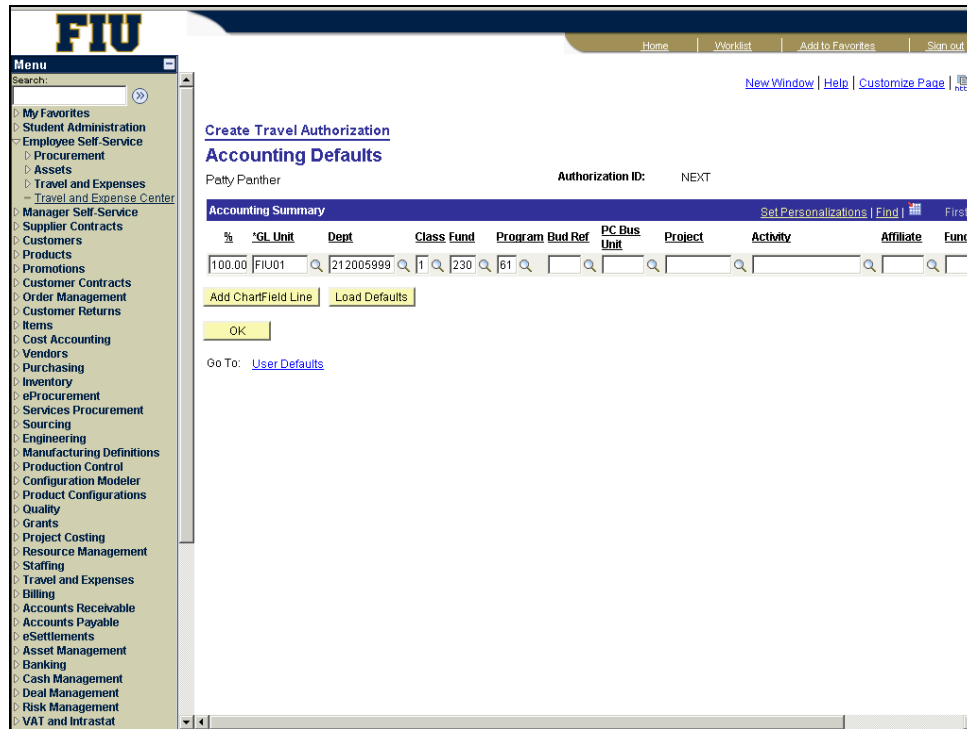 FIU
Home | Worklist | Add to Favorites | Sign out
Menu
Search:
New Window | Help | Customize Page |
My Favorites
Student Administration
Employee Self-Service
Procurement
Assets
Travel and Expenses
– Travel and Expense Center
Manager Self-Service
Supplier Contracts
Customers
Products
Promotions
Customer Contracts
Order Management
Customer Returns
Items
Cost Accounting
Vendors
Purchasing
Inventory
eProcurement
Services Procurement
Sourcing
Engineering
Manufacturing Definitions
Production Control
Configuration Modeler
Product Configurations
Quality
Grants
Project Costing
Resource Management
Staffing
Travel and Expenses
Billing
Accounts Receivable
Accounts Payable
eSettlements
Asset Management
Banking
Cash Management
Deal Management
Risk Management
VAT and Intrastat
Create Travel Authorization
Accounting Defaults
Patty Panther Authorization ID: NEXT
Accounting Summary Set Personalizations | Find | First
% *GL Unit Dept Class Fund Program Bud Ref PC Bus Unit Project Activity Affiliate Fund
100.00 FIU01 212005999 1 230 61
Add ChartField Line Load Defaults
OK
Go To: User Defaults